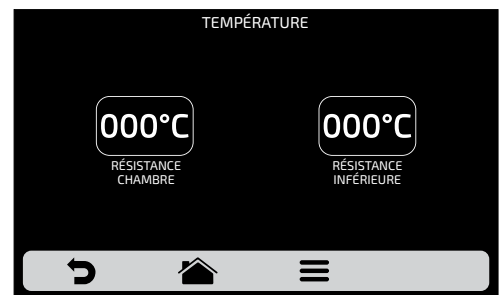 TEMPÉRATURE
000°C 000°C
RÉSISTANCE RÉSISTANCE
CHAMBRE INFÉRIEURE